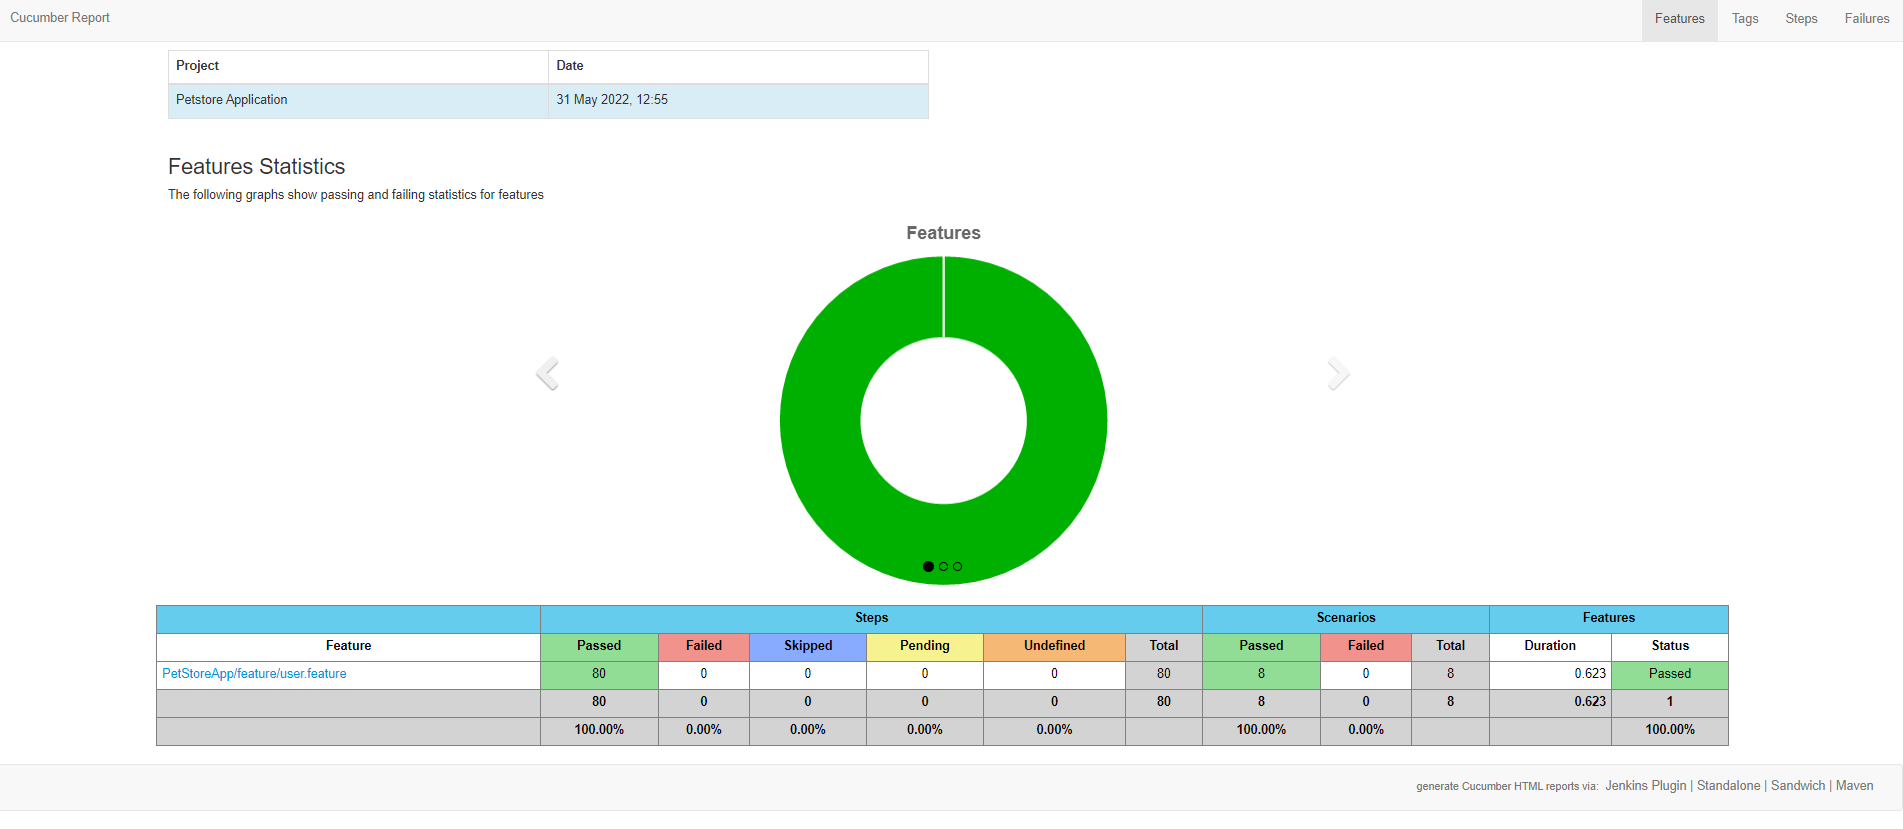 Cucumber Report
Features Tags Steps Failures
Project Date
Petstore Application 31 May 2022, 12:55
Features Statistics
The following graphs show passing and failing statistics for features
Features
Steps Scenarios Features
Feature Passed Failed Skipped Pending Undefined Total Passed Failed Total Duration Status
PetStoreApp/feature/user.feature 80 0 0 0 0 80 8 0 8 0.623 Passed
80 0 0 0 0 80 8 0 8 0.623 1
100.00% 0.00% 0.00% 0.00% 0.00% 100.00% 0.00% 100.00%
generate Cucumber HTML reports via: Jenkins Plugin | Standalone | Sandwich | Maven